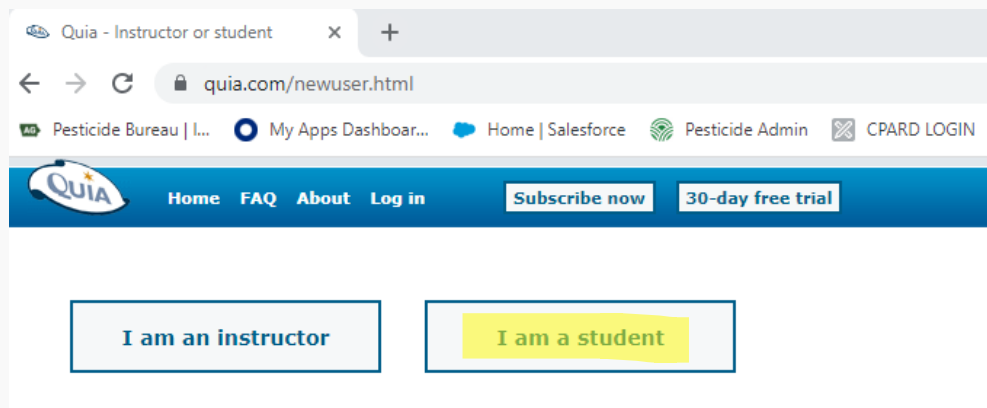 Quia - Instructor or student
quia.com/newuser.html
AG Pesticide Bureau | I... My Apps Dashboar... Home | Salesforce Pesticide Admin CPARD LOGIN
QUIA Home FAQ About Log in Subscribe now 30-day free trial
I am an instructor I am a student